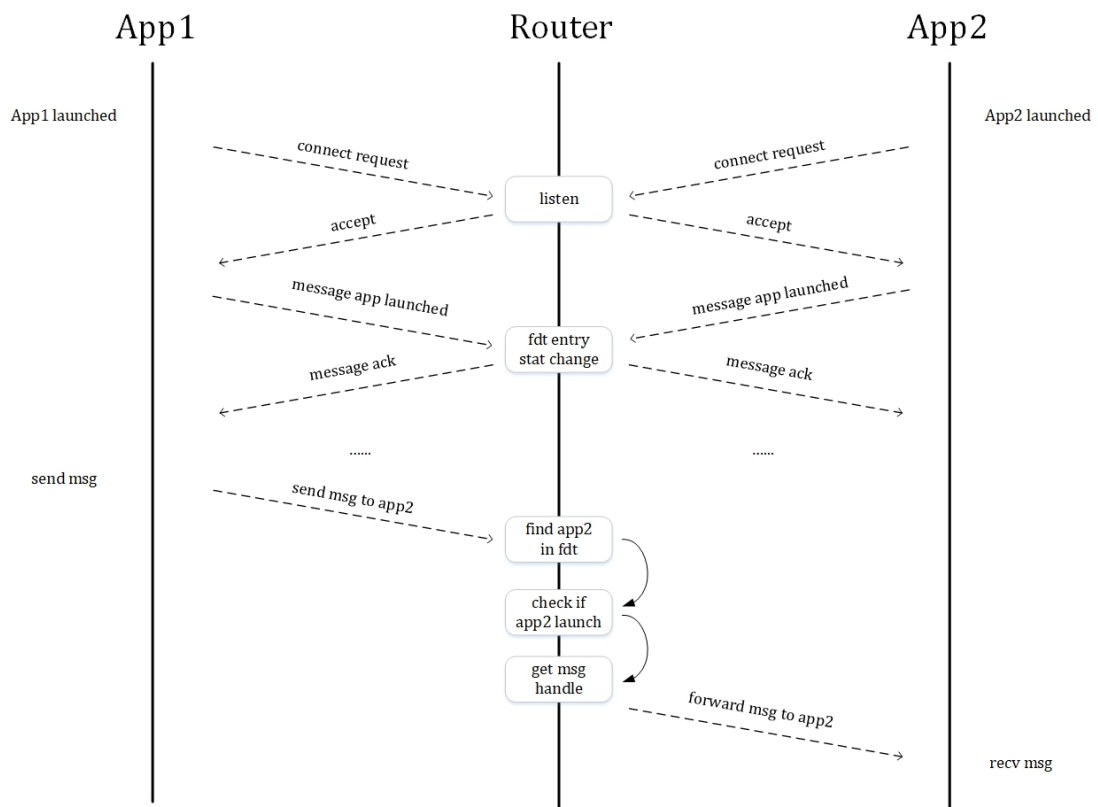 App1
Router
App2
App1 launched
App2 launched
connect request
connect request
listen
accept
accept
message app launched
message app launched
fdt entry
stat change
message ack
message ack
......
......
send msg
send msg to app2
find app2
in fdt
check if
app2 launch
get msg
handle
forward msg to app2
recv msg